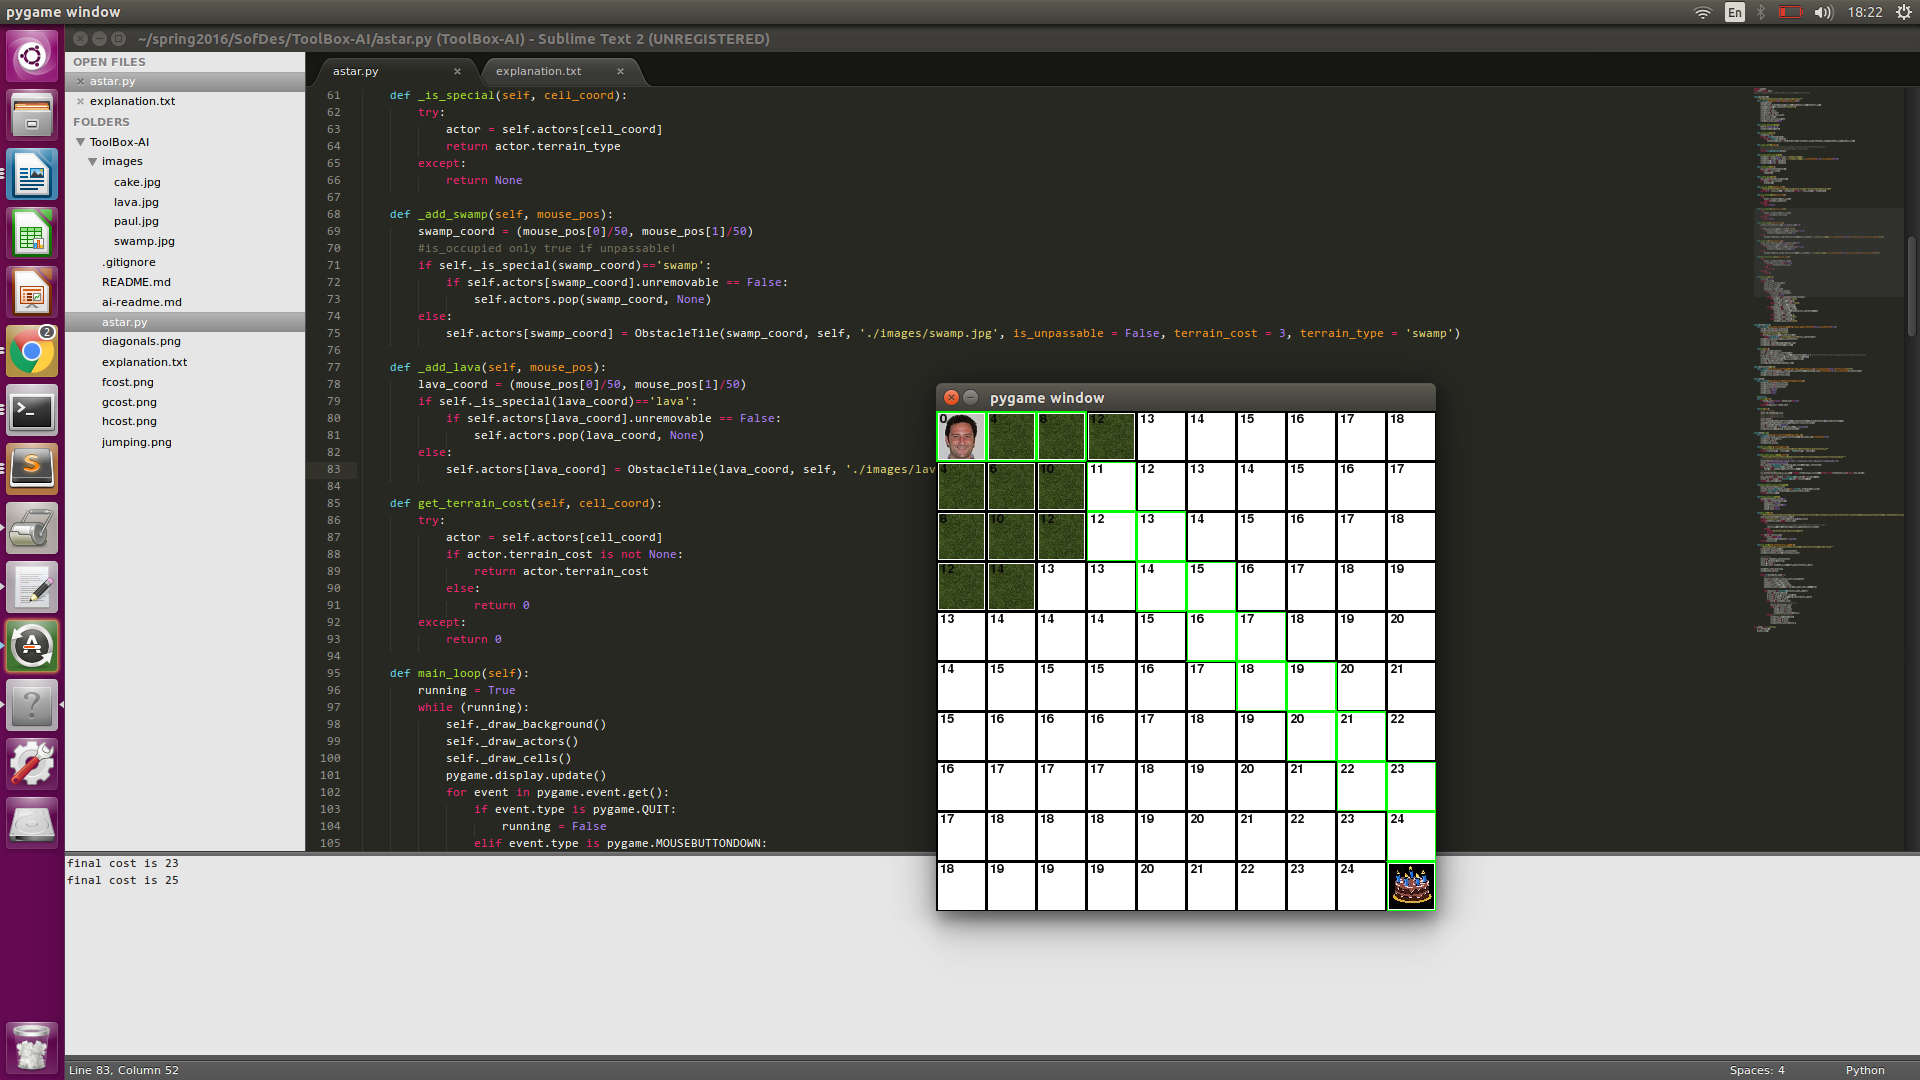 pygame window
En
18:22
~/spring2016/SofDes/ToolBox-AI/astar.py (ToolBox-AI) - Sublime Text 2 (UNREGISTERED)
OPEN FILES
astar.py
explanation.txt
FOLDERS
ToolBox-AI
images
cake.jpg
lava.jpg
paul.jpg
swamp.jpg
.gitignore
README.md
ai-readme.md
astar.py
diagonals.png
explanation.txt
fcost.png
gcost.png
hcost.png
jumping.png
2
astar.py
explanation.txt
61 def _is_special(self, cell_coord):
62 try:
63 actor = self.actors[cell_coord]
64 return actor.terrain_type
65 except:
66 return None
67
68 def _add_swamp(self, mouse_pos):
69 swamp_coord = (mouse_pos[0]/50, mouse_pos[1]/50)
70 #is_occupied only true if unpassable!
71 if self._is_special(swamp_coord)=='swamp':
72 if self.actors[swamp_coord].unremovable == False:
73 self.actors.pop(swamp_coord, None)
74 else:
75 self.actors[swamp_coord] = ObstacleTile(swamp_coord, self, './images/swamp.jpg', is_unpassable = False, terrain_cost = 3, terrain_type = 'swamp')
76
77 def _add_lava(self, mouse_pos):
78 lava_coord = (mouse_pos[0]/50, mouse_pos[1]/50)
79 if self._is_special(lava_coord)=='lava':
80 if self.actors[lava_coord].unremovable == False:
81 self.actors.pop(lava_coord, None)
82 else:
83 self.actors[lava_coord] = ObstacleTile(lava_coord, self, './images/lav
84
85 def get_terrain_cost(self, cell_coord):
86 try:
87 actor = self.actors[cell_coord]
88 if actor.terrain_cost is not None:
89 return actor.terrain_cost
90 else:
91 return 0
92 except:
93 return 0
94
95 def main_loop(self):
96 running = True
97 while (running):
98 self._draw_background()
99 self._draw_actors()
100 self._draw_cells()
101 pygame.display.update()
102 for event in pygame.event.get():
103 if event.type is pygame.QUIT:
104 running = False
105 elif event.type is pygame.MOUSEBUTTONDOWN:
pygame window
0 4 8 12 13 14 15 16 17 18
4 6 10 11 12 13 14 15 16 17
8 10 12 12 13 14 15 16 17 18
12 14 13 13 14 15 16 17 18 19
13 14 14 14 15 16 17 18 19 20
14 15 15 15 16 17 18 19 20 21
15 16 16 16 17 18 19 20 21 22
16 17 17 17 18 19 20 21 22 23
17 18 18 18 19 20 21 22 23 24
18 19 19 19 20 21 22 23 24
final cost is 23
final cost is 25
Line 83, Column 52
Spaces: 4
Python